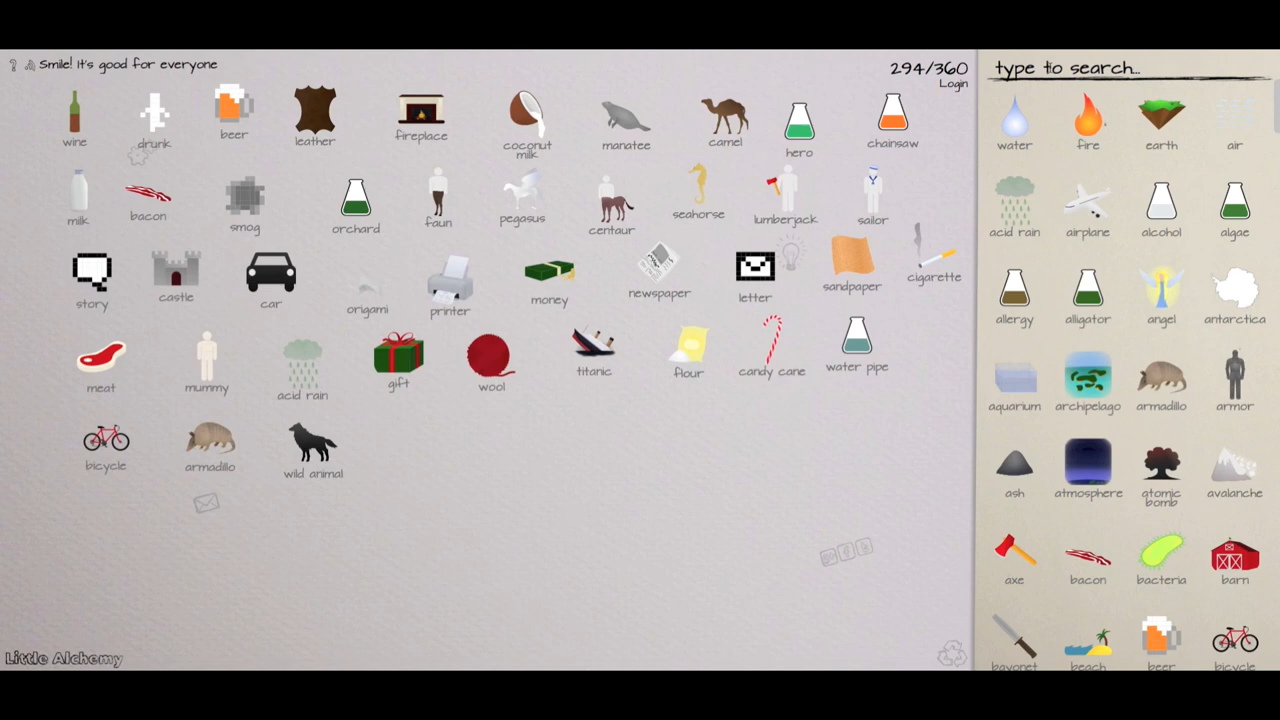 ? Smile! It's good for everyone
294/360
Login
type to search...
wine
drunk
beer
leather
fireplace
coconut
milk
manatee
camel
hero
chainsaw
milk
bacon
smog
orchard
faun
pegasus
centaur
seahorse
lumberjack
sailor
story
castle
car
origami
printer
money
newspaper
letter
sandpaper
cigarette
meat
mummy
acid rain
gift
wool
titanic
flour
candy cane
water pipe
bicycle
armadillo
wild animal
Little Alchemy
water
fire
earth
air
acid rain
airplane
alcohol
algae
allergy
alligator
angel
antarctica
aquarium
archipelago
armadillo
armor
ash
atmosphere
atomic
bomb
avalanche
axe
bacon
bacteria
barn
bayonet
beach
beer
bicycle